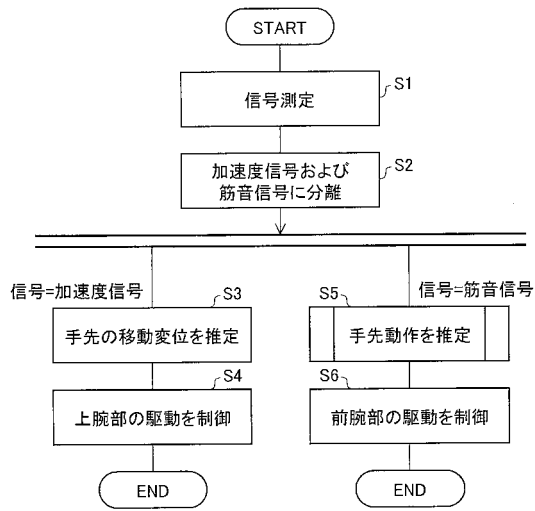 START
S1
信号測定
S2
加速度信号および
筋音信号に分離
信号=加速度信号
信号=筋音信号
S3
手先の移動変位を推定
S5
手先動作を推定
S4
上腕部の駆動を制御
S6
前腕部の駆動を制御
END
END